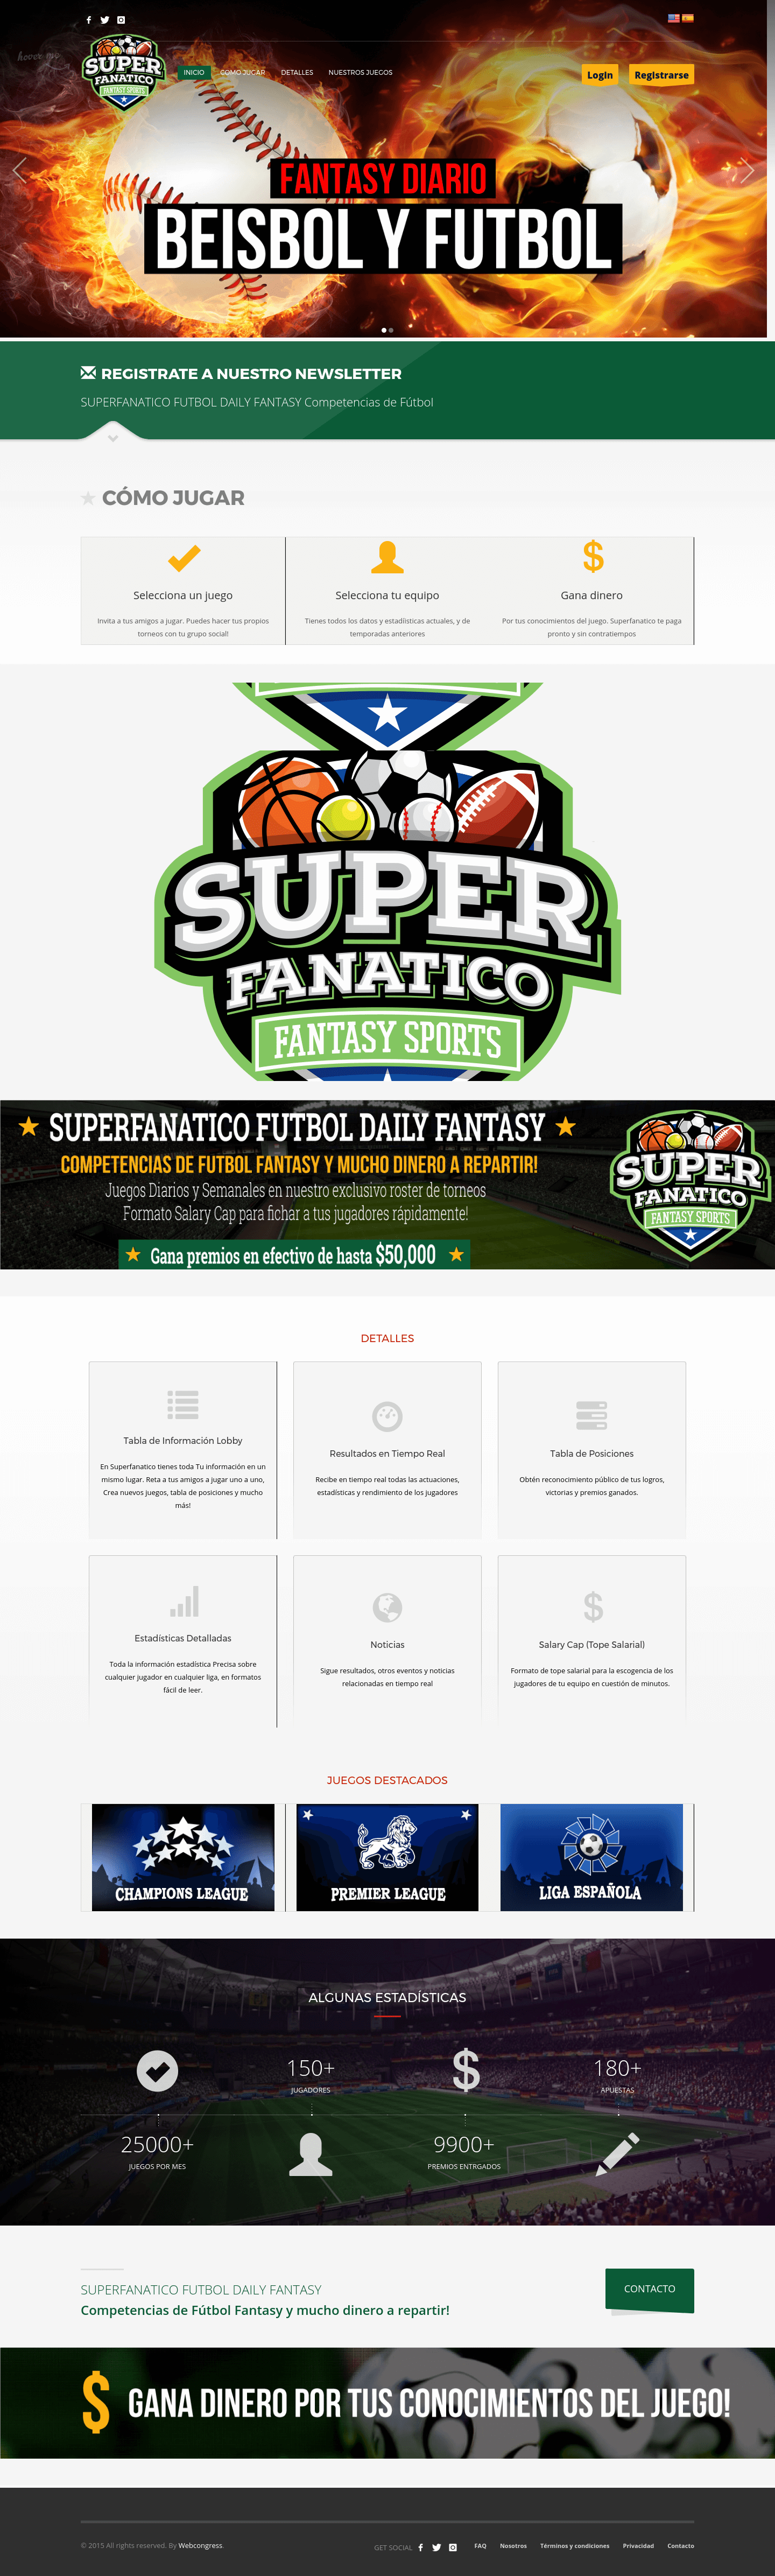 hover me
SUPER
FANATICO
FANTASY SPORTS
INICIO
COMO JUGAR
DETALLES
NUESTROS JUEGOS
Login
Registrarse
FANTASY DIARIO
BEISBOL Y FUTBOL
REGISTRATE A NUESTRO NEWSLETTER
SUPERFANATICO FUTBOL DAILY FANTASY Competencias de Fútbol
CÓMO JUGAR
Selecciona un juego
Invita a tus amigos a jugar. Puedes hacer tus propios
torneos con tu grupo social!
Selecciona tu equipo
Tienes todos los datos y estadíisticas actuales, y de
temporadas anteriores
Gana dinero
Por tus conocimientos del juego. Superfanatico te paga
pronto y sin contratiempos
SUPER
FANATICO
FANTASY SPORTS
SUPERFANATICO FUTBOL DAILY FANTASY
COMPETENCIAS DE FUTBOL FANTASY Y MUCHO DINERO A REPARTIR!
Juegos Diarios y Semanales en nuestro exclusivo roster de torneos
Formato Salary Cap para fichar a tus jugadores rápidamente!
Gana premios en efectivo de hasta $50,000
SUPER
FANATICO
FANTASY SPORTS
DETALLES
Tabla de Información Lobby
En Superfanatico tienes toda Tu información en un
mismo lugar. Reta a tus amigos a jugar uno a uno,
Crea nuevos juegos, tabla de posiciones y mucho
más!
Resultados en Tiempo Real
Recibe en tiempo real todas las actuaciones,
estadísticas y rendimiento de los jugadores
Tabla de Posiciones
Obtén reconocimiento público de tus logros,
victorias y premios ganados.
Estadísticas Detalladas
Toda la información estadística Precisa sobre
cualquier jugador en cualquier liga, en formatos
fácil de leer.
Noticias
Sigue resultados, otros eventos y noticias
relacionadas en tiempo real
Salary Cap (Tope Salarial)
Formato de tope salarial para la escogencia de los
jugadores de tu equipo en cuestión de minutos.
JUEGOS DESTACADOS
CHAMPIONS LEAGUE
PREMIER LEAGUE
LIGA ESPAÑOLA
ALGUNAS ESTADÍSTICAS
150+
JUGADORES
180+
APUESTAS
25000+
JUEGOS POR MES
9900+
PREMIOS ENTRGADOS
SUPERFANATICO FUTBOL DAILY FANTASY
Competencias de Fútbol Fantasy y mucho dinero a repartir!
CONTACTO
$ GANA DINERO POR TUS CONOCIMIENTOS DEL JUEGO!
© 2015 All rights reserved. By Webcongress.
GET SOCIAL
FAQ
Nosotros
Términos y condiciones
Privacidad
Contacto